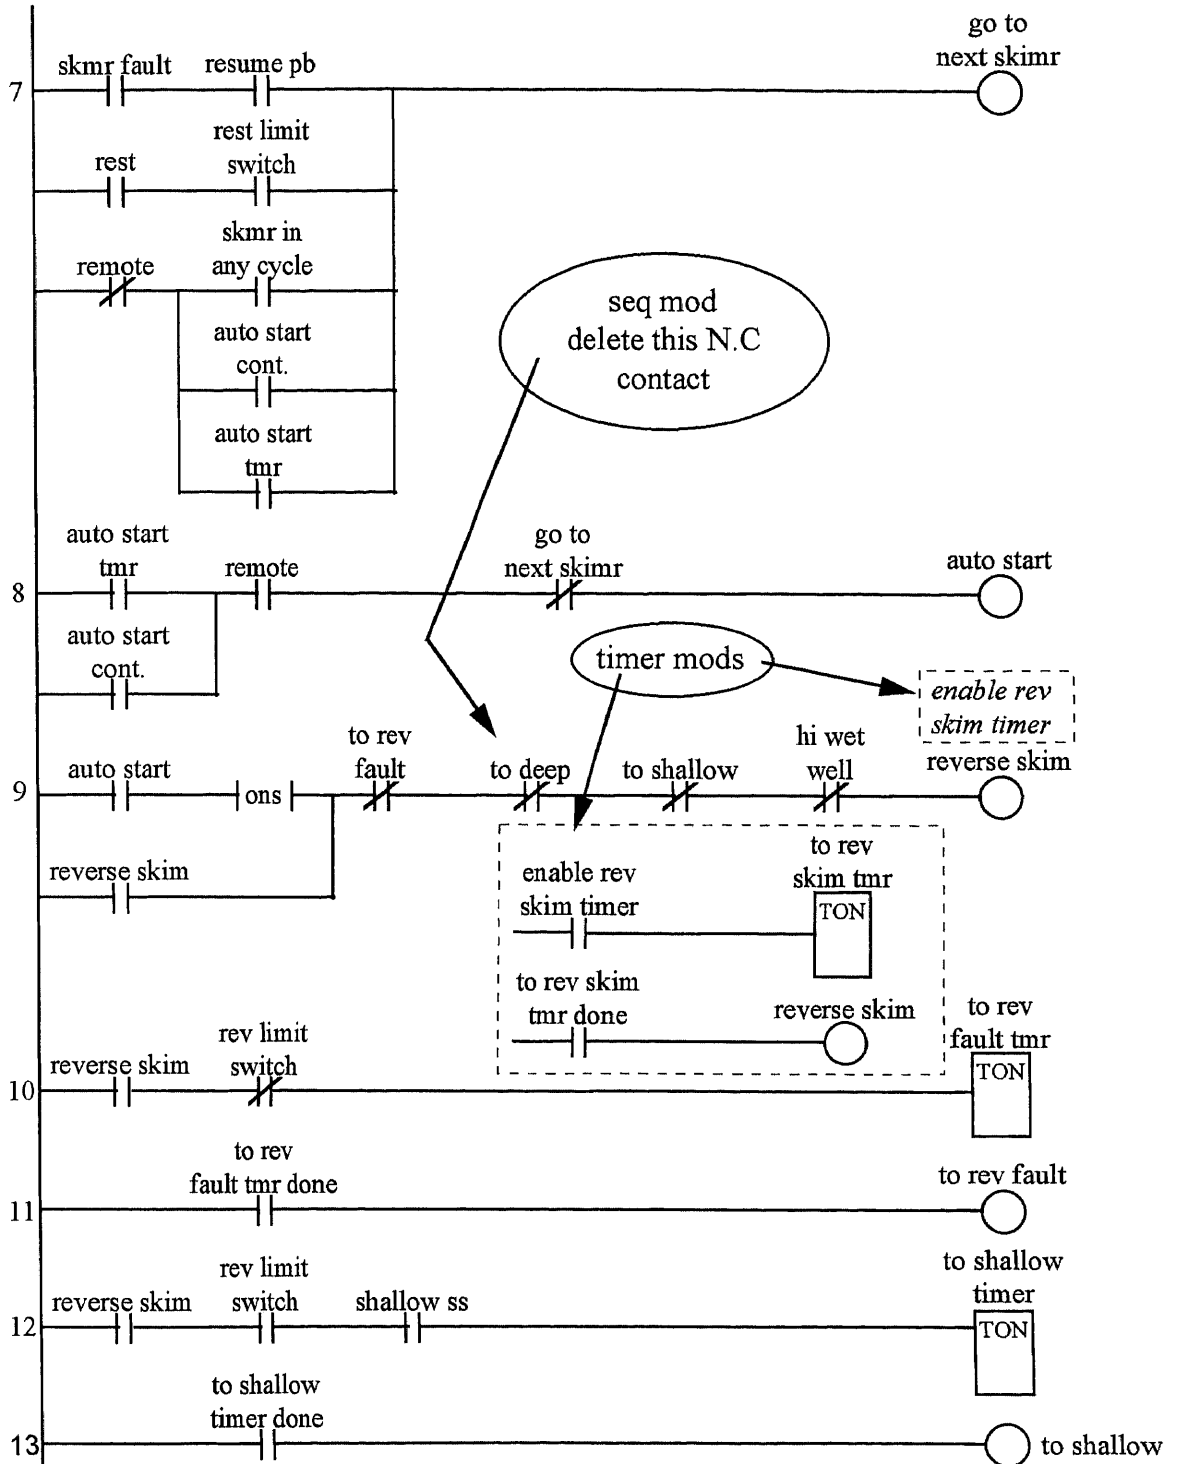 go to
next skimr
skmr fault
resume pb
7
rest limit
switch
rest
skmr in
any cycle
remote
auto start
cont.
auto start
tmr
seq mod
delete this N.C
contact
auto start
tmr
remote
go to
next skimr
auto start
8
auto start
cont.
timer mods
enable rev
skim timer
auto start
ons
to rev
fault
to deep
to shallow
hi wet
well
reverse skim
9
reverse skim
enable rev
skim timer
to rev
skim tmr
TON
to rev skim
tmr done
reverse skim
reverse skim
rev limit
switch
to rev
fault tmr
TON
10
to rev
fault tmr done
to rev fault
11
reverse skim
rev limit
switch
shallow ss
to shallow
timer
TON
12
to shallow
timer done
13
to shallow